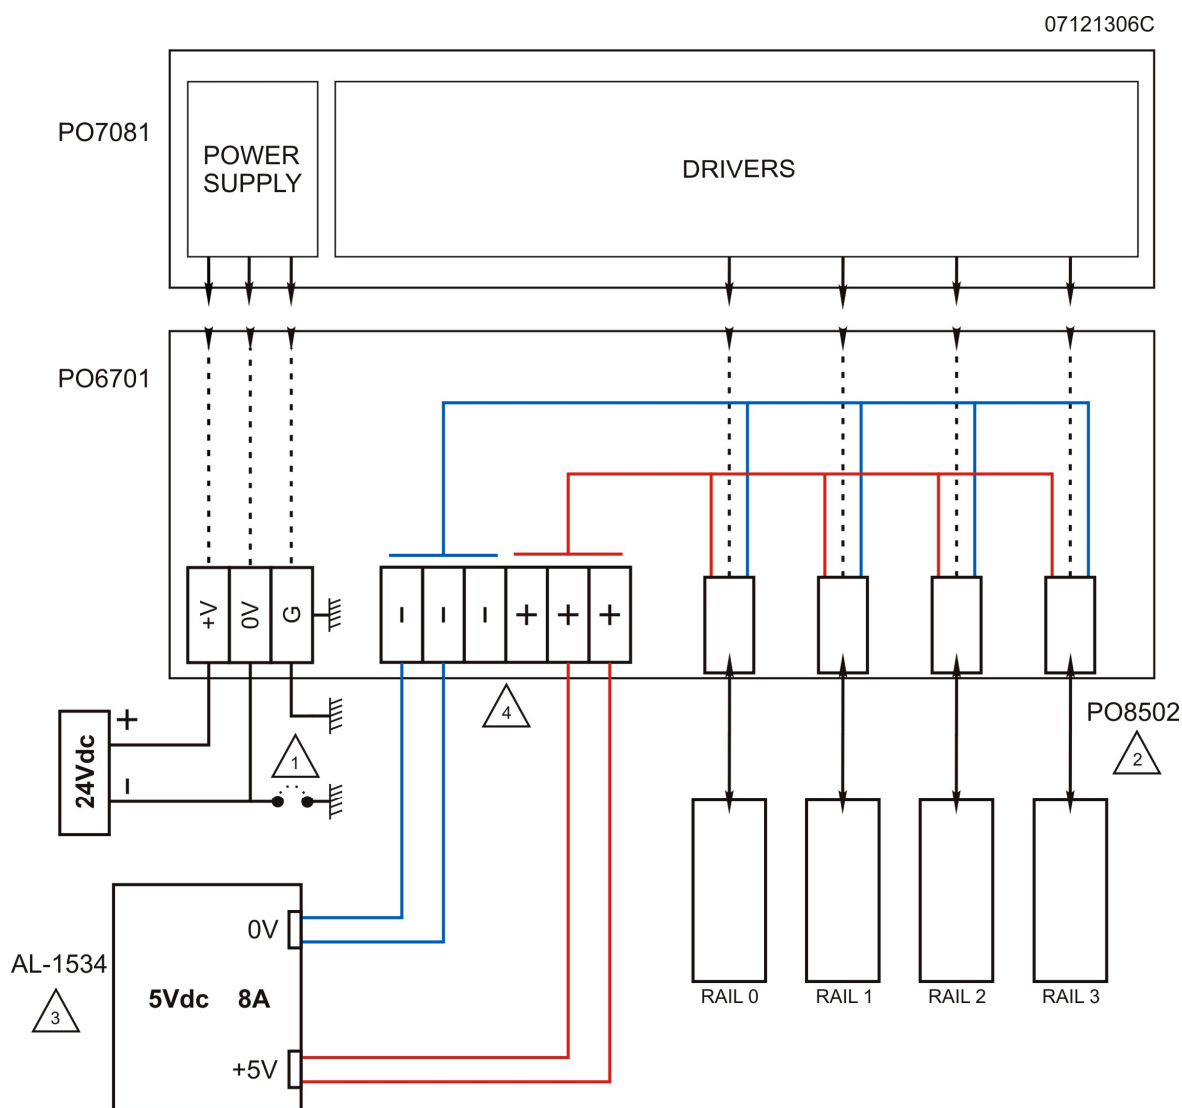 07121306C
PO7081
POWER
SUPPLY
DRIVERS
PO6701
+V
0V
G
− − − + + +
4
PO8502
2
24Vdc
+
−
1
0V
AL-1534
3
5Vdc 8A
+5V
RAIL 0
RAIL 1
RAIL 2
RAIL 3